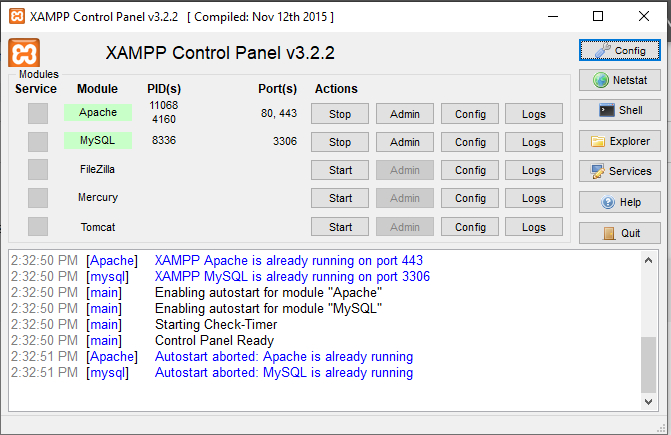 XAMPP Control Panel v3.2.2 [ Compiled: Nov 12th 2015 ]
XAMPP Control Panel v3.2.2
Config
Netstat
Shell
Explorer
Services
Help
Quit
Modules
Service Module PID(s) Port(s) Actions
Apache 11068 4160 80, 443 Stop Admin Config Logs
MySQL 8336 3306 Stop Admin Config Logs
FileZilla Start Admin Config Logs
Mercury Start Admin Config Logs
Tomcat Start Admin Config Logs
2:32:50 PM [Apache] XAMPP Apache is already running on port 443
2:32:50 PM [mysql] XAMPP MySQL is already running on port 3306
2:32:50 PM [main] Enabling autostart for module "Apache"
2:32:50 PM [main] Enabling autostart for module "MySQL"
2:32:50 PM [main] Starting Check-Timer
2:32:50 PM [main] Control Panel Ready
2:32:51 PM [Apache] Autostart aborted: Apache is already running
2:32:51 PM [mysql] Autostart aborted: MySQL is already running